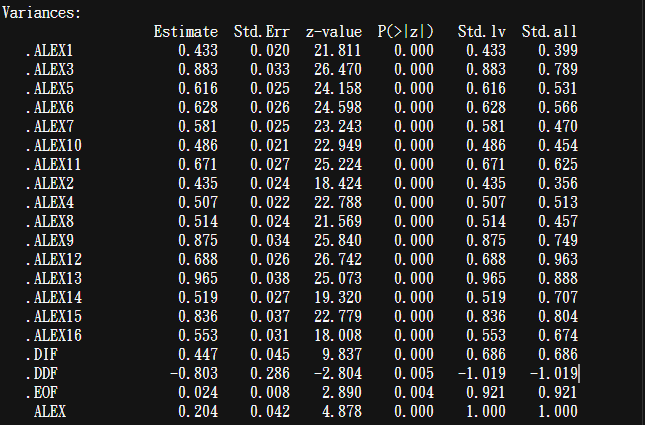 Variances:
Estimate Std.Err z-value P(>|z|) Std.lv Std.all
.ALEX1 0.433 0.020 21.811 0.000 0.433 0.399
.ALEX3 0.883 0.033 26.470 0.000 0.883 0.789
.ALEX5 0.616 0.025 24.158 0.000 0.616 0.531
.ALEX6 0.628 0.026 24.598 0.000 0.628 0.566
.ALEX7 0.581 0.025 23.243 0.000 0.581 0.470
.ALEX10 0.486 0.021 22.949 0.000 0.486 0.454
.ALEX11 0.671 0.027 25.224 0.000 0.671 0.625
.ALEX2 0.435 0.024 18.424 0.000 0.435 0.356
.ALEX4 0.507 0.022 22.788 0.000 0.507 0.513
.ALEX8 0.514 0.024 21.569 0.000 0.514 0.457
.ALEX9 0.875 0.034 25.840 0.000 0.875 0.749
.ALEX12 0.688 0.026 26.742 0.000 0.688 0.963
.ALEX13 0.965 0.038 25.073 0.000 0.965 0.888
.ALEX14 0.519 0.027 19.320 0.000 0.519 0.707
.ALEX15 0.836 0.037 22.779 0.000 0.836 0.804
.ALEX16 0.553 0.031 18.008 0.000 0.553 0.674
.DIF 0.447 0.045 9.837 0.000 0.686 0.686
.DDF -0.803 0.286 -2.804 0.005 -1.019 -1.019
.EOF 0.024 0.008 2.890 0.004 0.921 0.921
ALEX 0.204 0.042 4.878 0.000 1.000 1.000